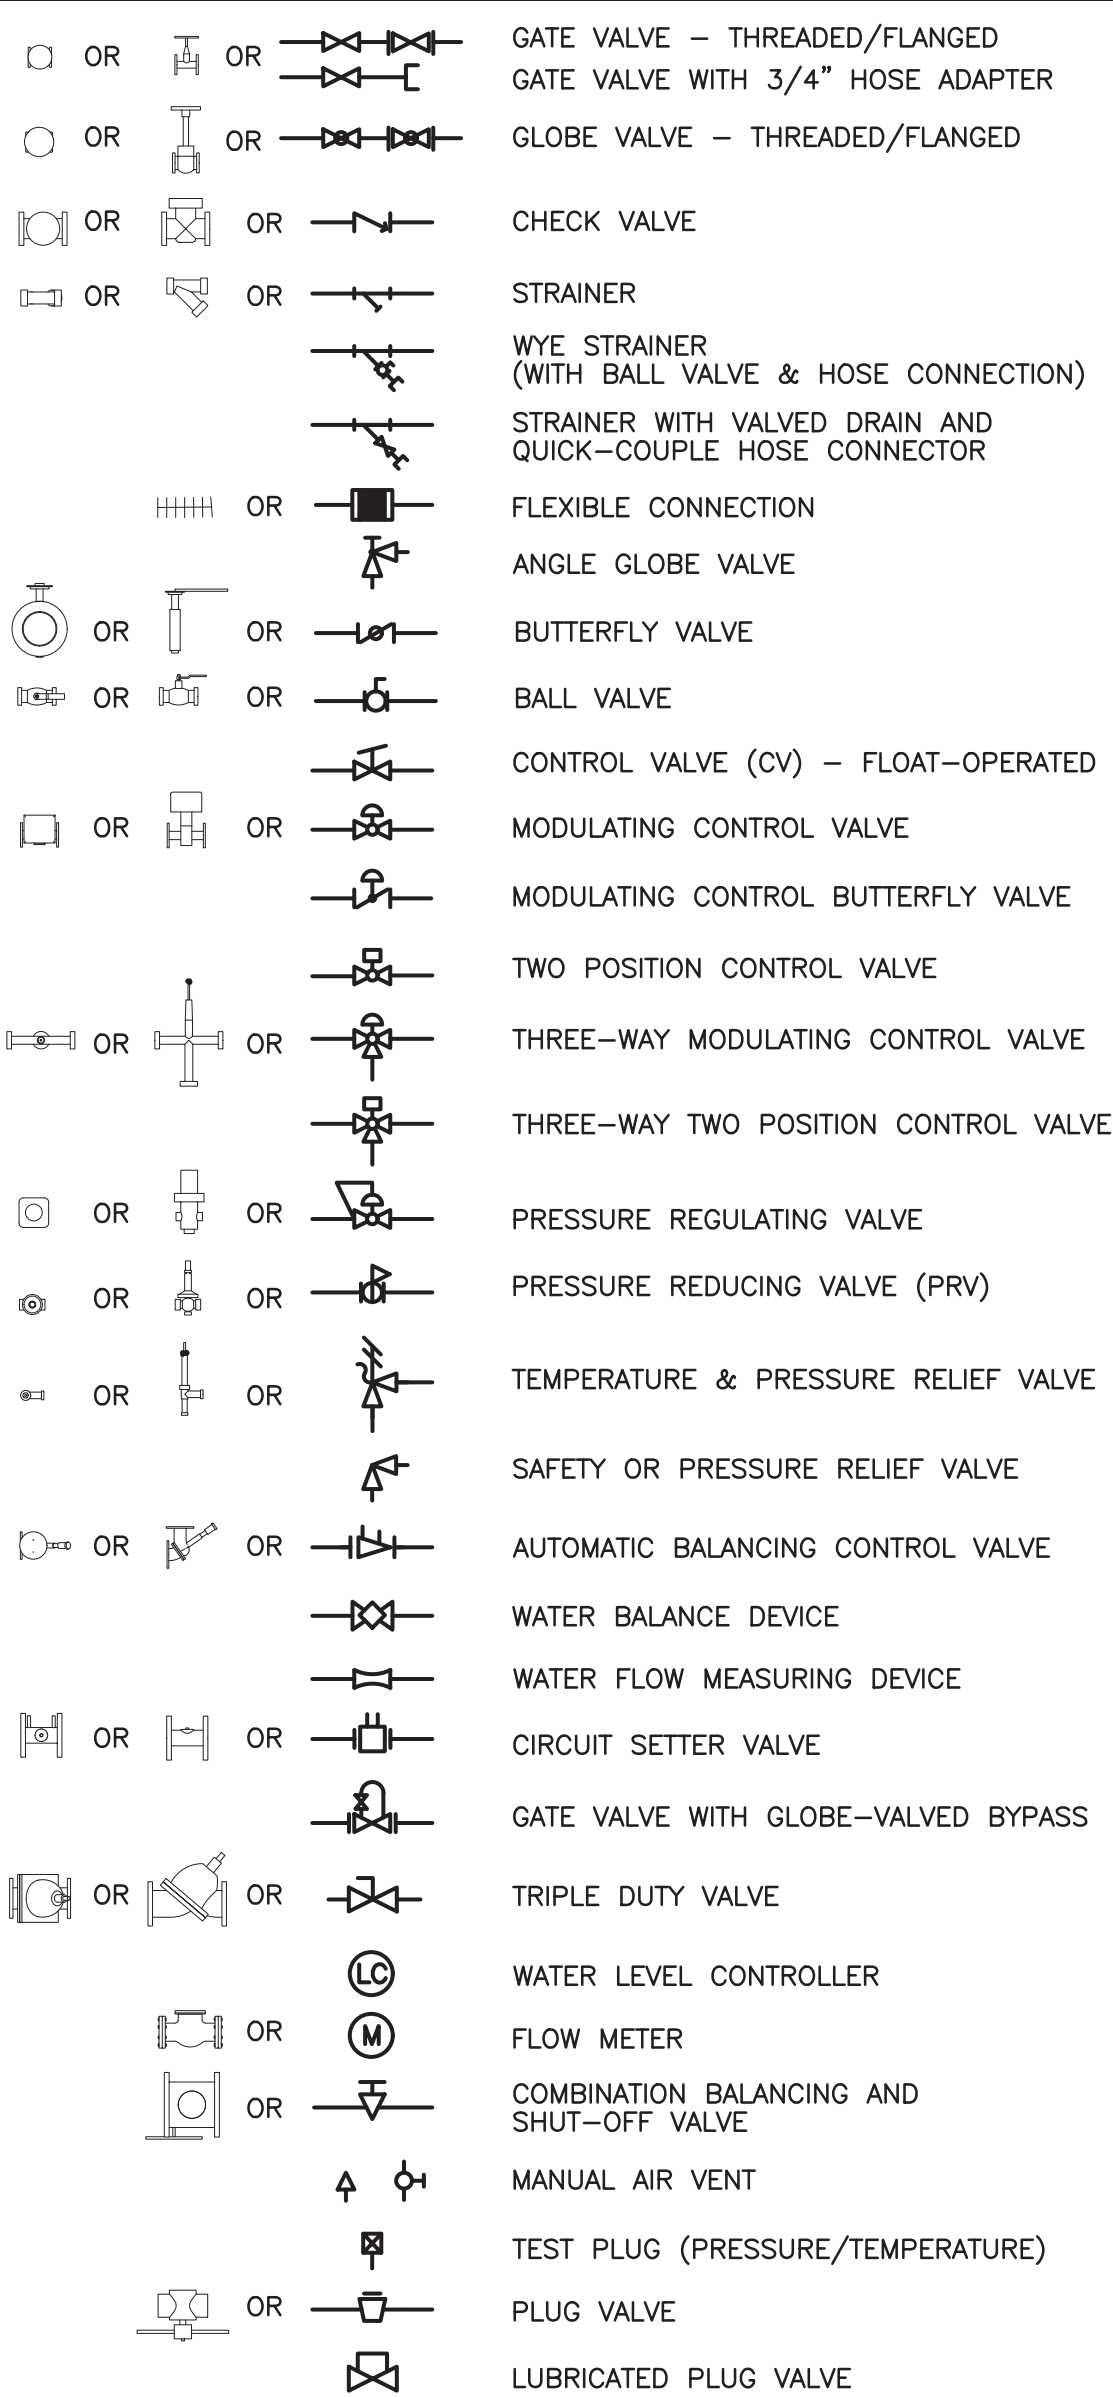 OR OR GATE VALVE – THREADED/FLANGED
GATE VALVE WITH 3/4” HOSE ADAPTER
OR OR GLOBE VALVE – THREADED/FLANGED
OR OR CHECK VALVE
OR OR STRAINER
WYE STRAINER
(WITH BALL VALVE & HOSE CONNECTION)
STRAINER WITH VALVED DRAIN AND
QUICK–COUPLE HOSE CONNECTOR
OR FLEXIBLE CONNECTION
ANGLE GLOBE VALVE
OR OR BUTTERFLY VALVE
OR OR BALL VALVE
CONTROL VALVE (CV) – FLOAT–OPERATED
OR OR MODULATING CONTROL VALVE
MODULATING CONTROL BUTTERFLY VALVE
TWO POSITION CONTROL VALVE
OR OR THREE–WAY MODULATING CONTROL VALVE
THREE–WAY TWO POSITION CONTROL VALVE
OR OR PRESSURE REGULATING VALVE
OR OR PRESSURE REDUCING VALVE (PRV)
OR OR TEMPERATURE & PRESSURE RELIEF VALVE
SAFETY OR PRESSURE RELIEF VALVE
OR OR AUTOMATIC BALANCING CONTROL VALVE
WATER BALANCE DEVICE
WATER FLOW MEASURING DEVICE
OR OR CIRCUIT SETTER VALVE
GATE VALVE WITH GLOBE–VALVED BYPASS
OR OR TRIPLE DUTY VALVE
LC WATER LEVEL CONTROLLER
OR M FLOW METER
OR COMBINATION BALANCING AND
SHUT–OFF VALVE
MANUAL AIR VENT
TEST PLUG (PRESSURE/TEMPERATURE)
OR PLUG VALVE
LUBRICATED PLUG VALVE